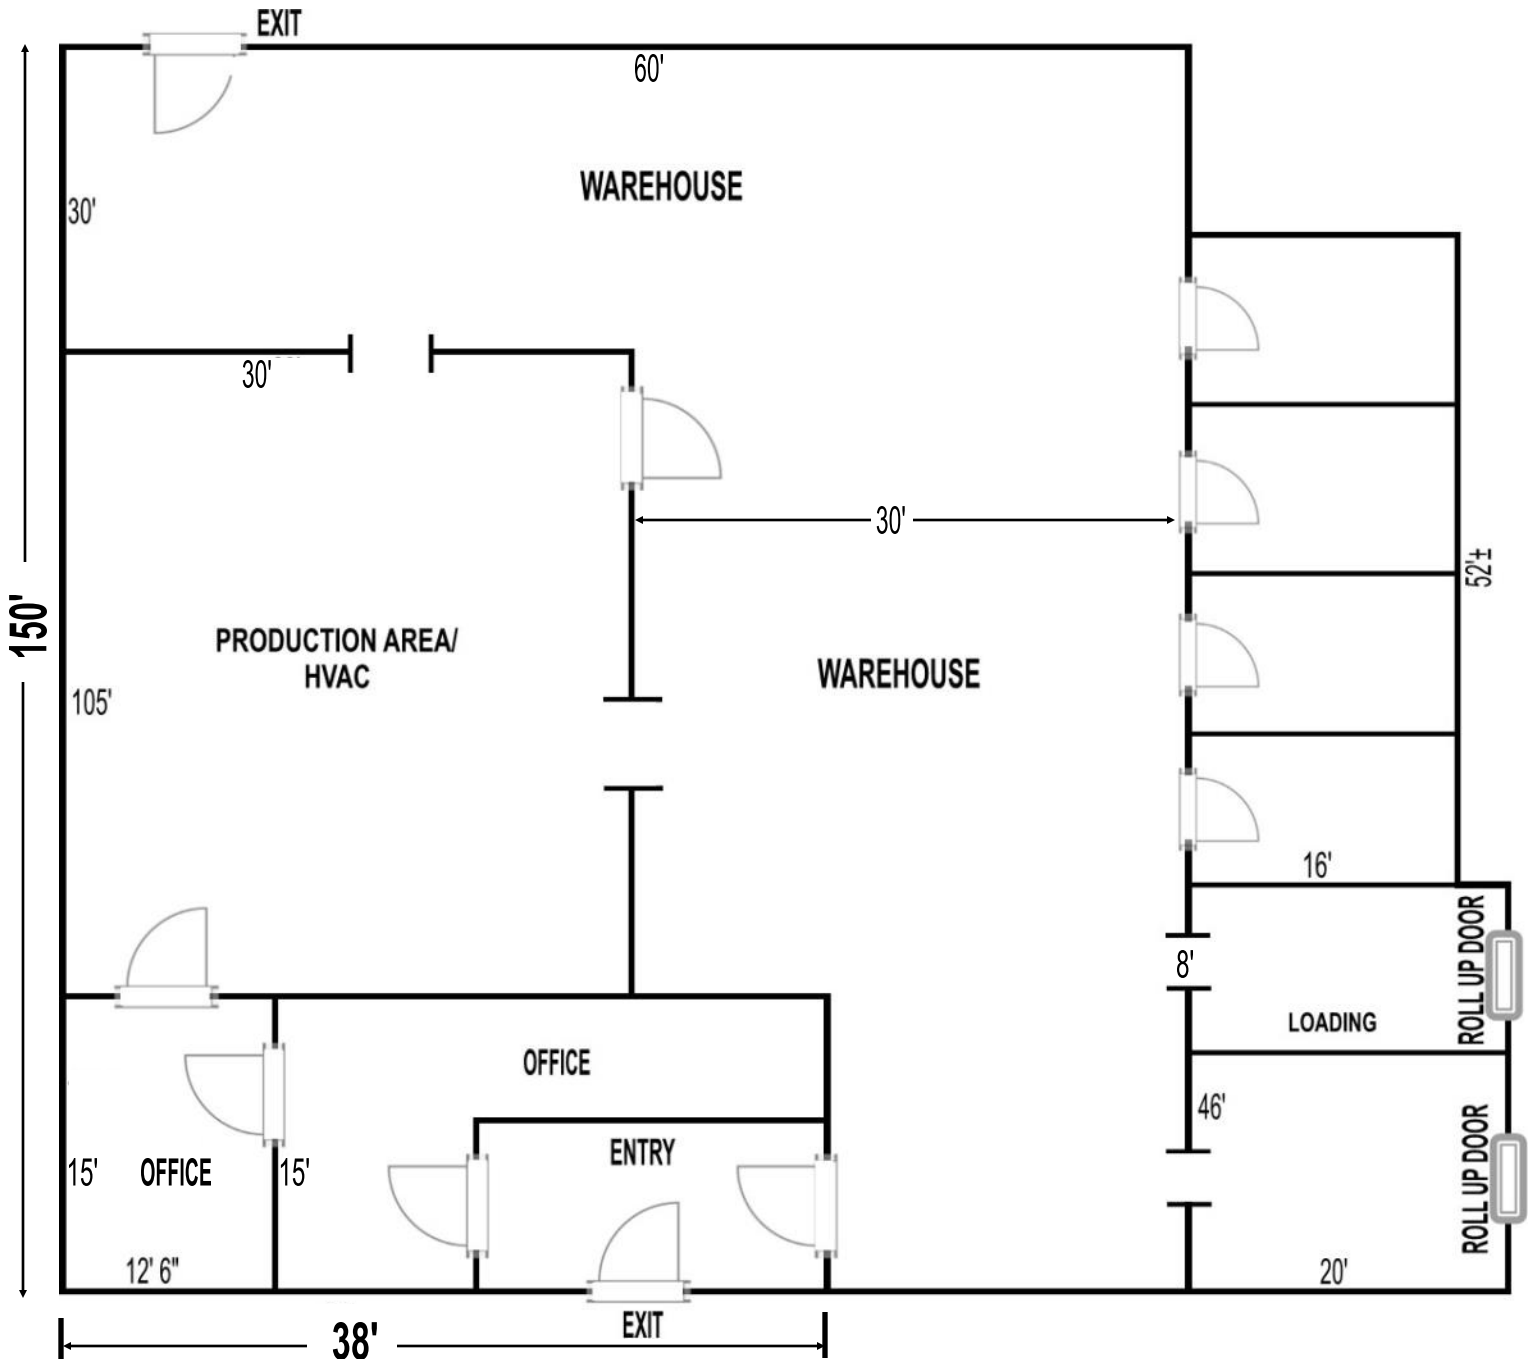 EXIT
60'
WAREHOUSE
30'
30'
30'
52'±
150'
PRODUCTION AREA/
HVAC
WAREHOUSE
105'
16'
ROLL UP DOOR
8'
LOADING
OFFICE
46'
ENTRY
ROLL UP DOOR
15'
OFFICE
15'
12' 6"
20'
EXIT
38'